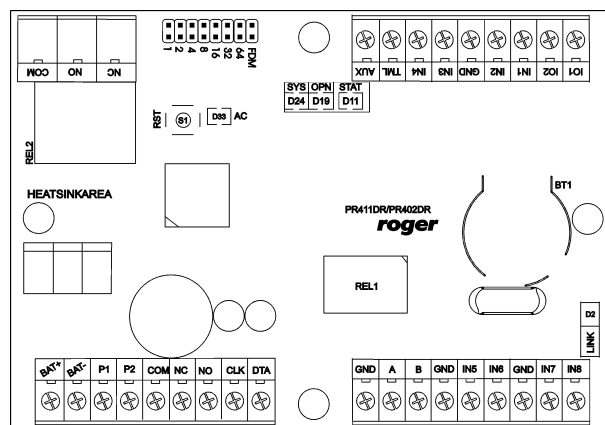 COM NO NC
1 2 4 8 16 32 64 FDM
AUX TML IN4 IN3 GND IN2 IN1 IO2 IO1
SYS OPN STAT
D24 D19 D11
RST S1 D33 AC
REL2
HEATSINKAREA
BT1
PR411DR/PR402DR
roger
REL1
D2
LINK
BAT+ BAT- P1 P2 COM NC NO CLK DTA
GND A B GND IN5 IN6 GND IN7 IN8